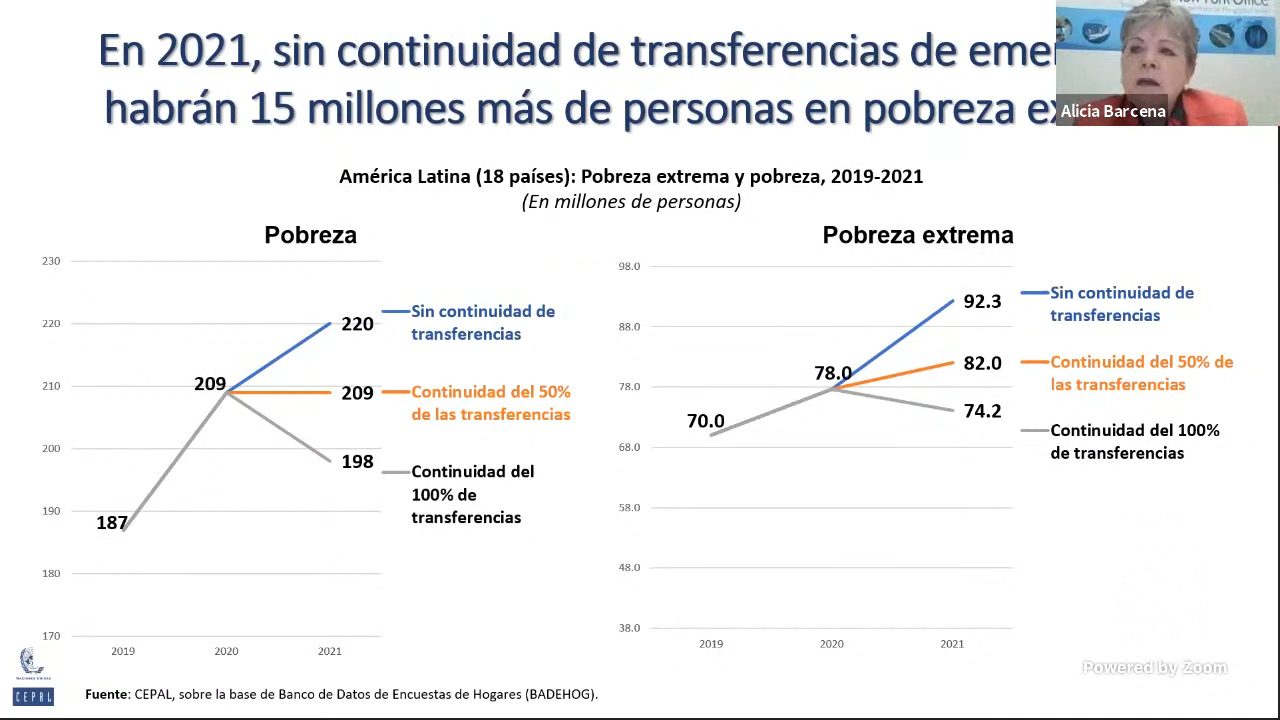 En 2021, sin continuidad de transferencias de
habrán 15 millones más de personas en pobreza
Alicia Barcena
América Latina (18 países): Pobreza extrema y pobreza, 2019-2021
(En millones de personas)
Pobreza
230
220
210
200
190
180
170
187
209
220
209
198
2019
2020
2021
Sin continuidad de
transferencias
Continuidad del 50%
de las transferencias
Continuidad del
100% de
transferencias
Pobreza extrema
98.0
88.0
78.0
68.0
58.0
48.0
38.0
70.0
78.0
92.3
82.0
74.2
2019
2020
2021
Sin continuidad de
transferencias
Continuidad del 50% de
las transferencias
Continuidad del 100%
de transferencias
Powered by Zoom
NACIONES UNIDAS
CEPAL
Fuente: CEPAL, sobre la base de Banco de Datos de Encuestas de Hogares (BADEHOG).